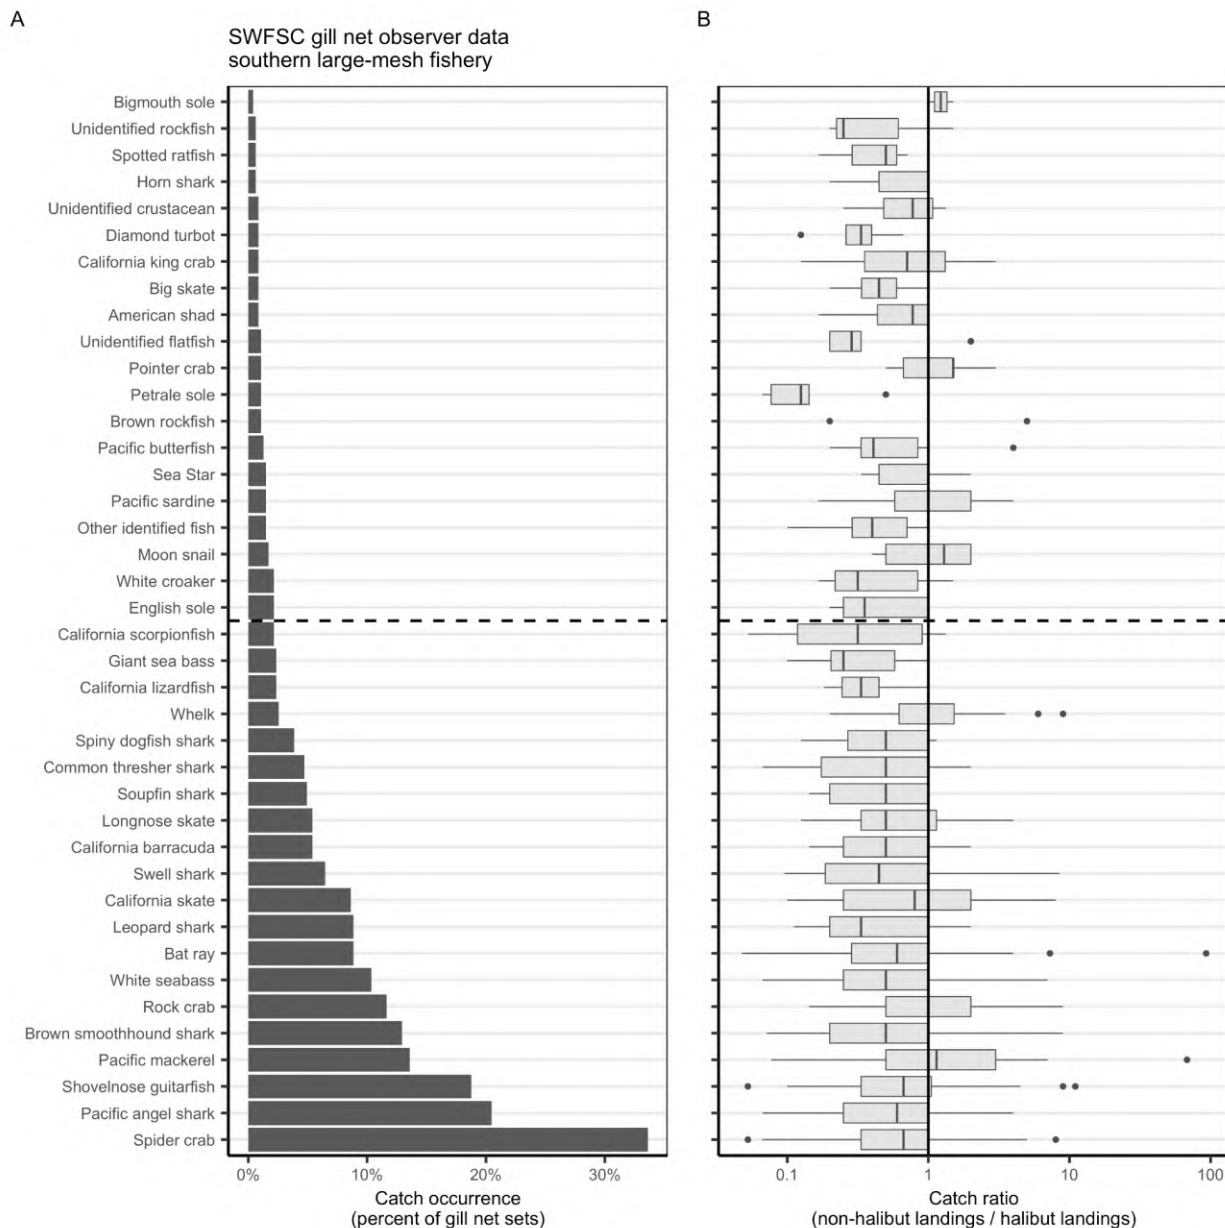 A
B
SWFSC gill net observer data
southern large-mesh fishery
Bigmouth sole
Unidentified rockfish
Spotted ratfish
Horn shark
Unidentified crustacean
Diamond turbot
California king crab
Big skate
American shad
Unidentified flatfish
Pointer crab
Petrale sole
Brown rockfish
Pacific butterfish
Sea Star
Pacific sardine
Other identified fish
Moon snail
White croaker
English sole
California scorpionfish
Giant sea bass
California lizardfish
Whelk
Spiny dogfish shark
Common thresher shark
Soupfin shark
Longnose skate
California barracuda
Swell shark
California skate
Leopard shark
Bat ray
White seabass
Rock crab
Brown smoothhound shark
Pacific mackerel
Shovelnose guitarfish
Pacific angel shark
Spider crab
0% 10% 20% 30%
Catch occurrence
(percent of gill net sets)
0.1 1 10 100
Catch ratio
(non-halibut landings / halibut landings)